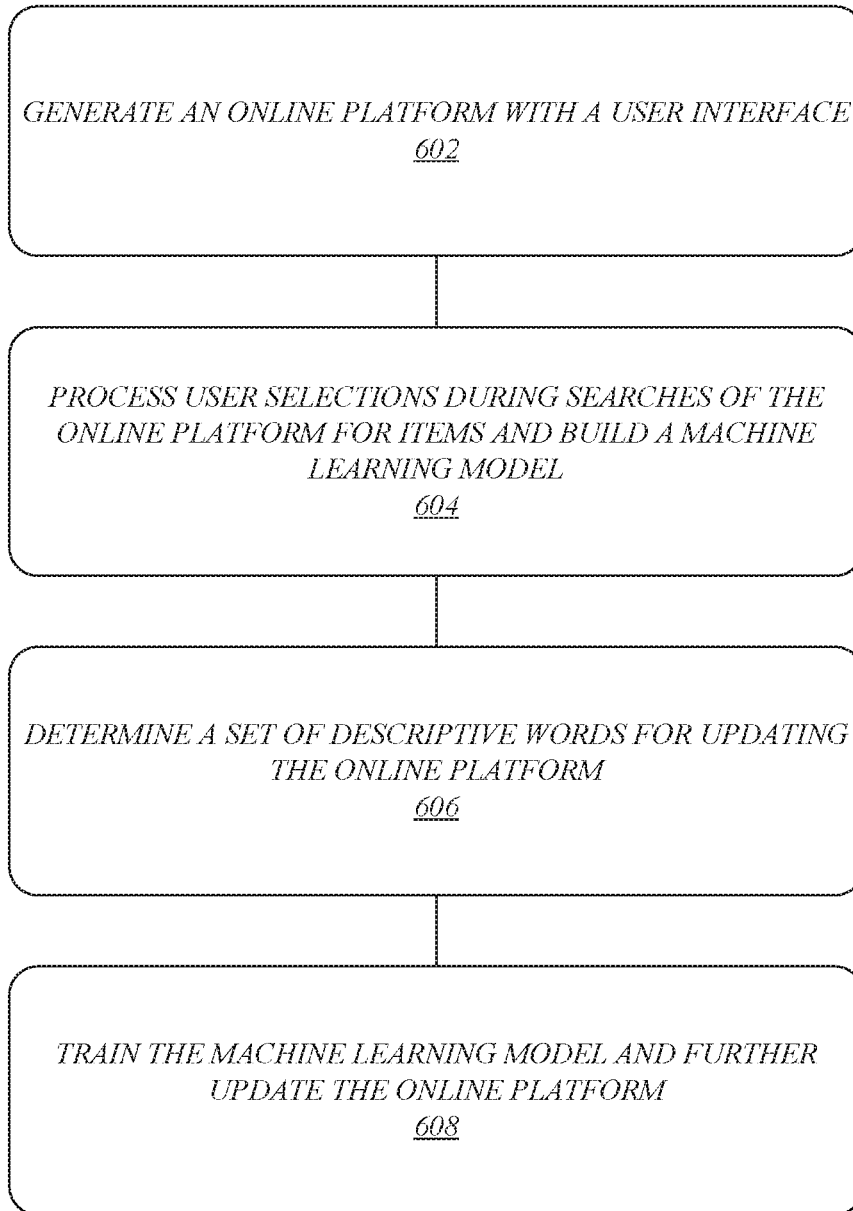 GENERATE AN ONLINE PLATFORM WITH A USER INTERFACE
602
PROCESS USER SELECTIONS DURING SEARCHES OF THE
ONLINE PLATFORM FOR ITEMS AND BUILD A MACHINE
LEARNING MODEL
604
DETERMINE A SET OF DESCRIPTIVE WORDS FOR UPDATING
THE ONLINE PLATFORM
606
TRAIN THE MACHINE LEARNING MODEL AND FURTHER
UPDATE THE ONLINE PLATFORM
608